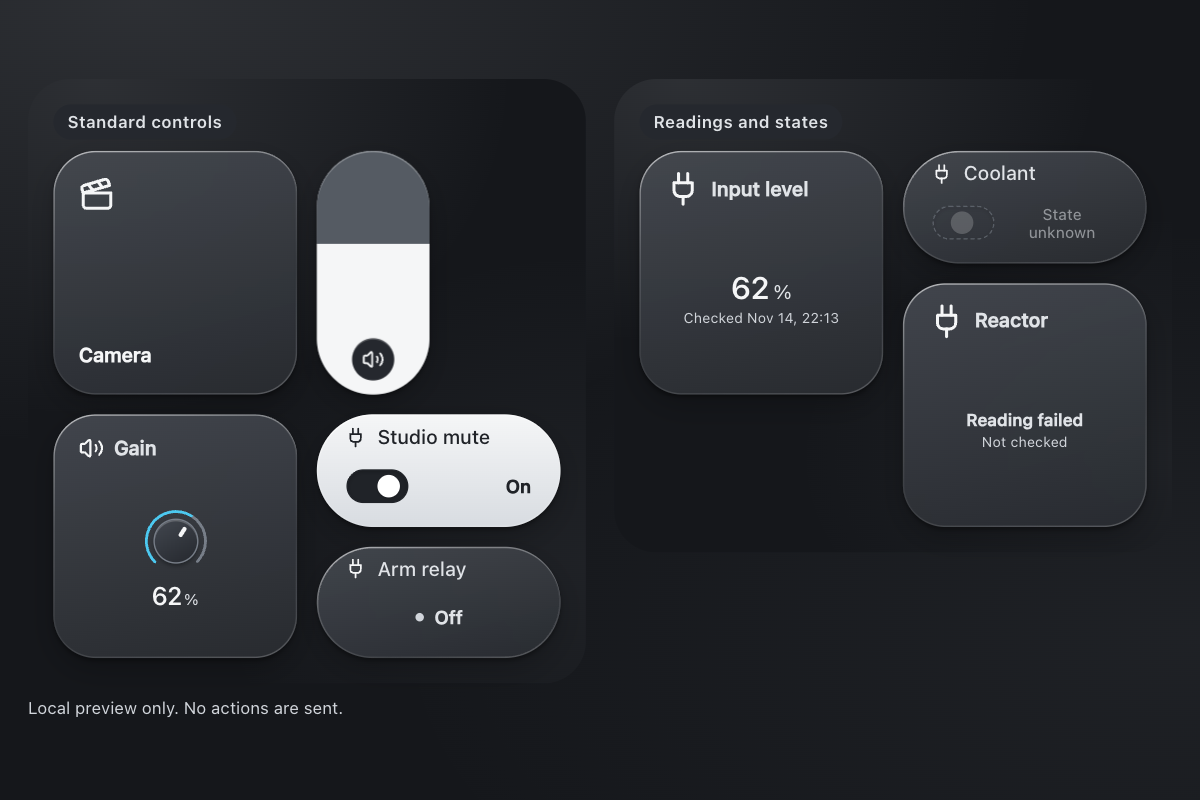 Standard controls
Camera
Gain
62%
Studio mute
On
Arm relay
Off
Readings and states
Input level
62%
Checked Nov 14, 22:13
Coolant
State
unknown
Reactor
Reading failed
Not checked
Local preview only. No actions are sent.